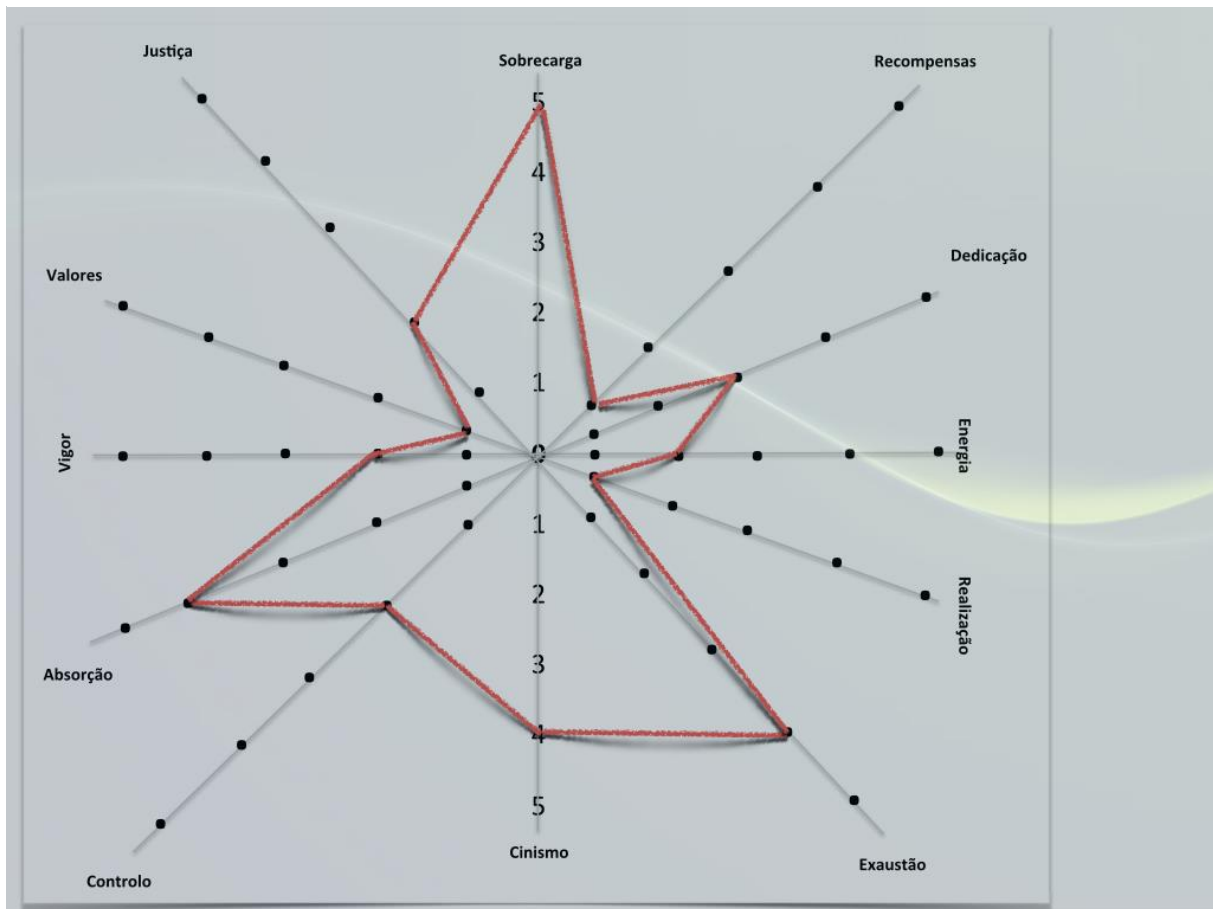 Justiça
Sobrecarga
Recompensas
5
4
3
Dedicação
Valores
2
1
0
Vigor
Energia
1
2
Realização
3
Absorção
4
5
Cinismo
Exaustão
Controlo